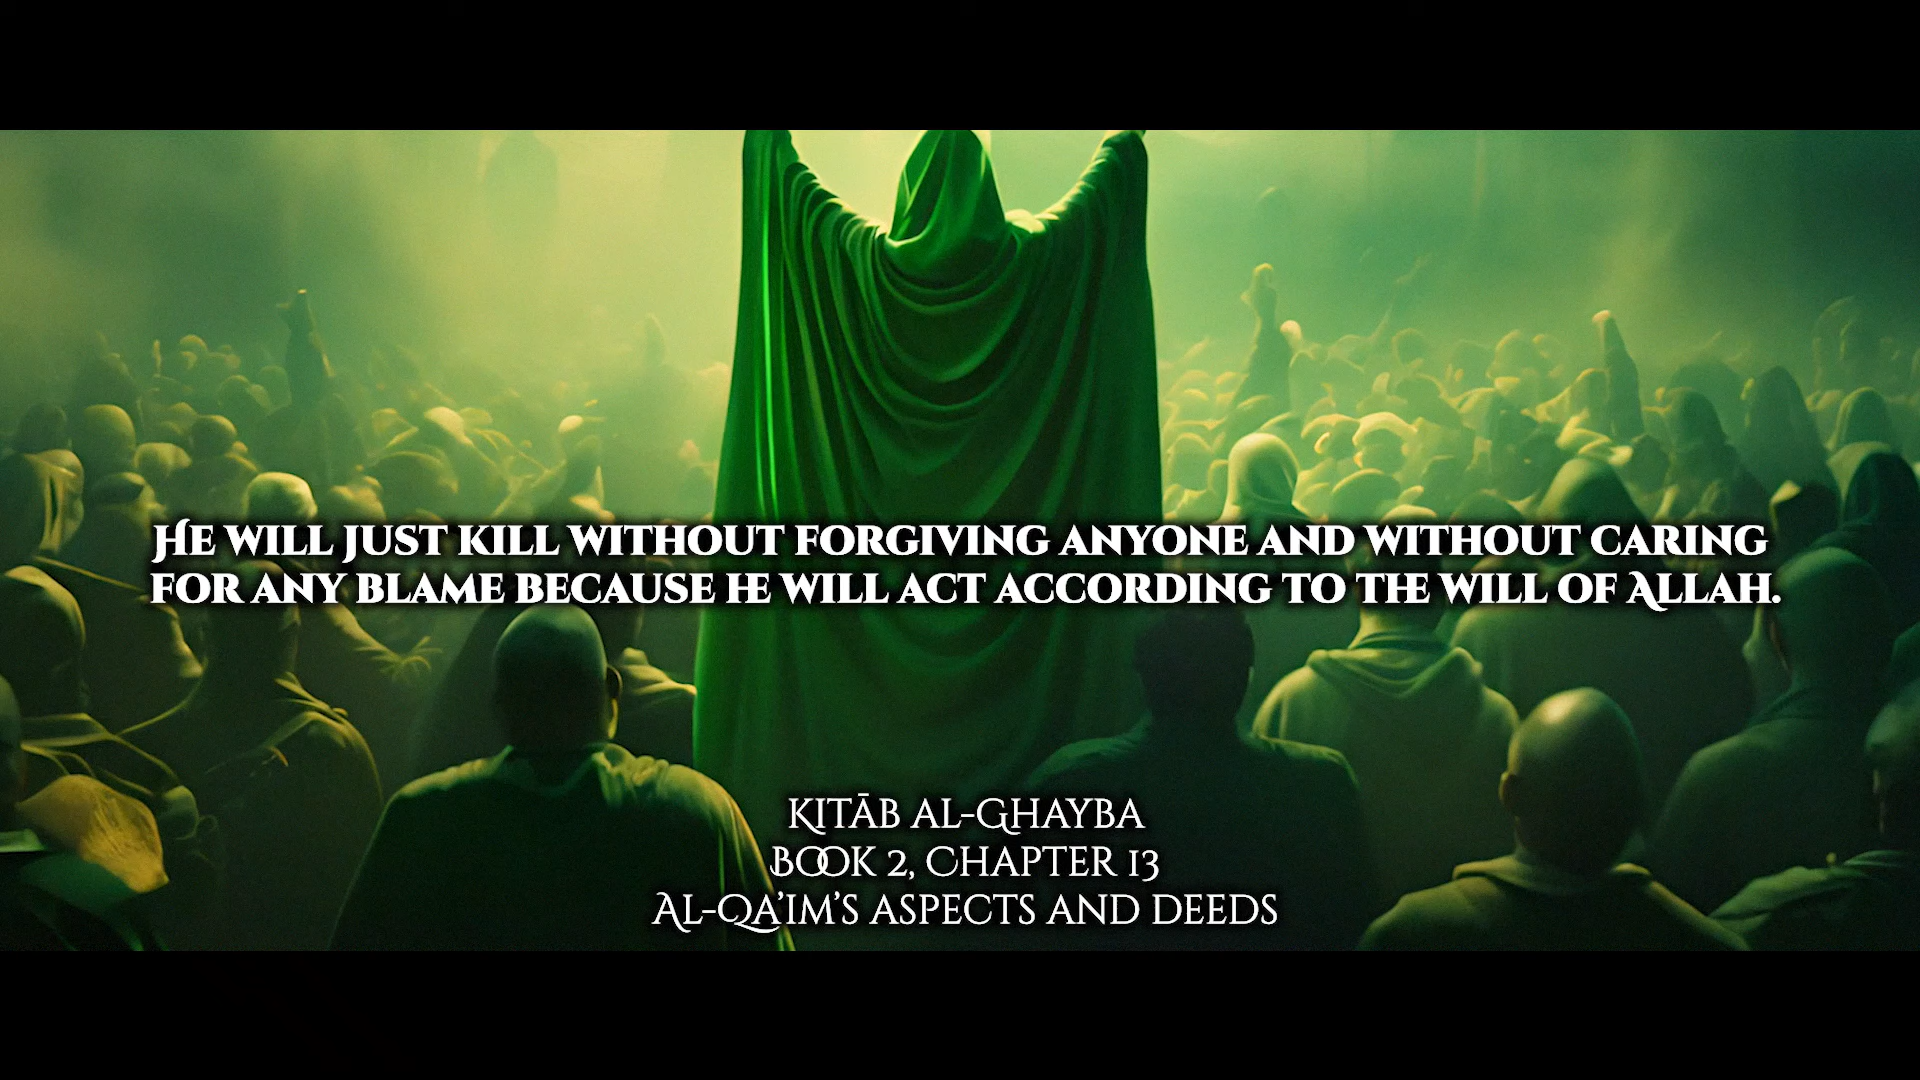 He will just kill without forgiving anyone and without caring
for any blame because he will act according to the will of Allah.
Kitāb al-Ghayba
Book 2, Chapter 13
Al-Qa'im's aspects and deeds